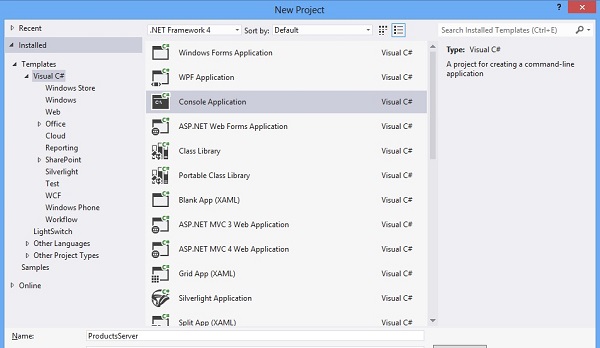 New Project
?
Recent
Installed
Templates
Visual C#
Windows Store
Windows
Web
Office
Cloud
Reporting
SharePoint
Silverlight
Test
WCF
Windows Phone
Workflow
LightSwitch
Other Languages
Other Project Types
Samples
Online
.NET Framework 4
Sort by: Default
Windows Forms Application Visual C#
WPF Application Visual C#
Console Application Visual C#
ASP.NET Web Forms Application Visual C#
Class Library Visual C#
Portable Class Library Visual C#
Blank App (XAML) Visual C#
ASP.NET MVC 3 Web Application Visual C#
ASP.NET MVC 4 Web Application Visual C#
Grid App (XAML) Visual C#
Silverlight Application Visual C#
Split App (XAML) Visual C#
Search Installed Templates (Ctrl+E)
Type: Visual C#
A project for creating a command-line
application
Name: ProductsServer